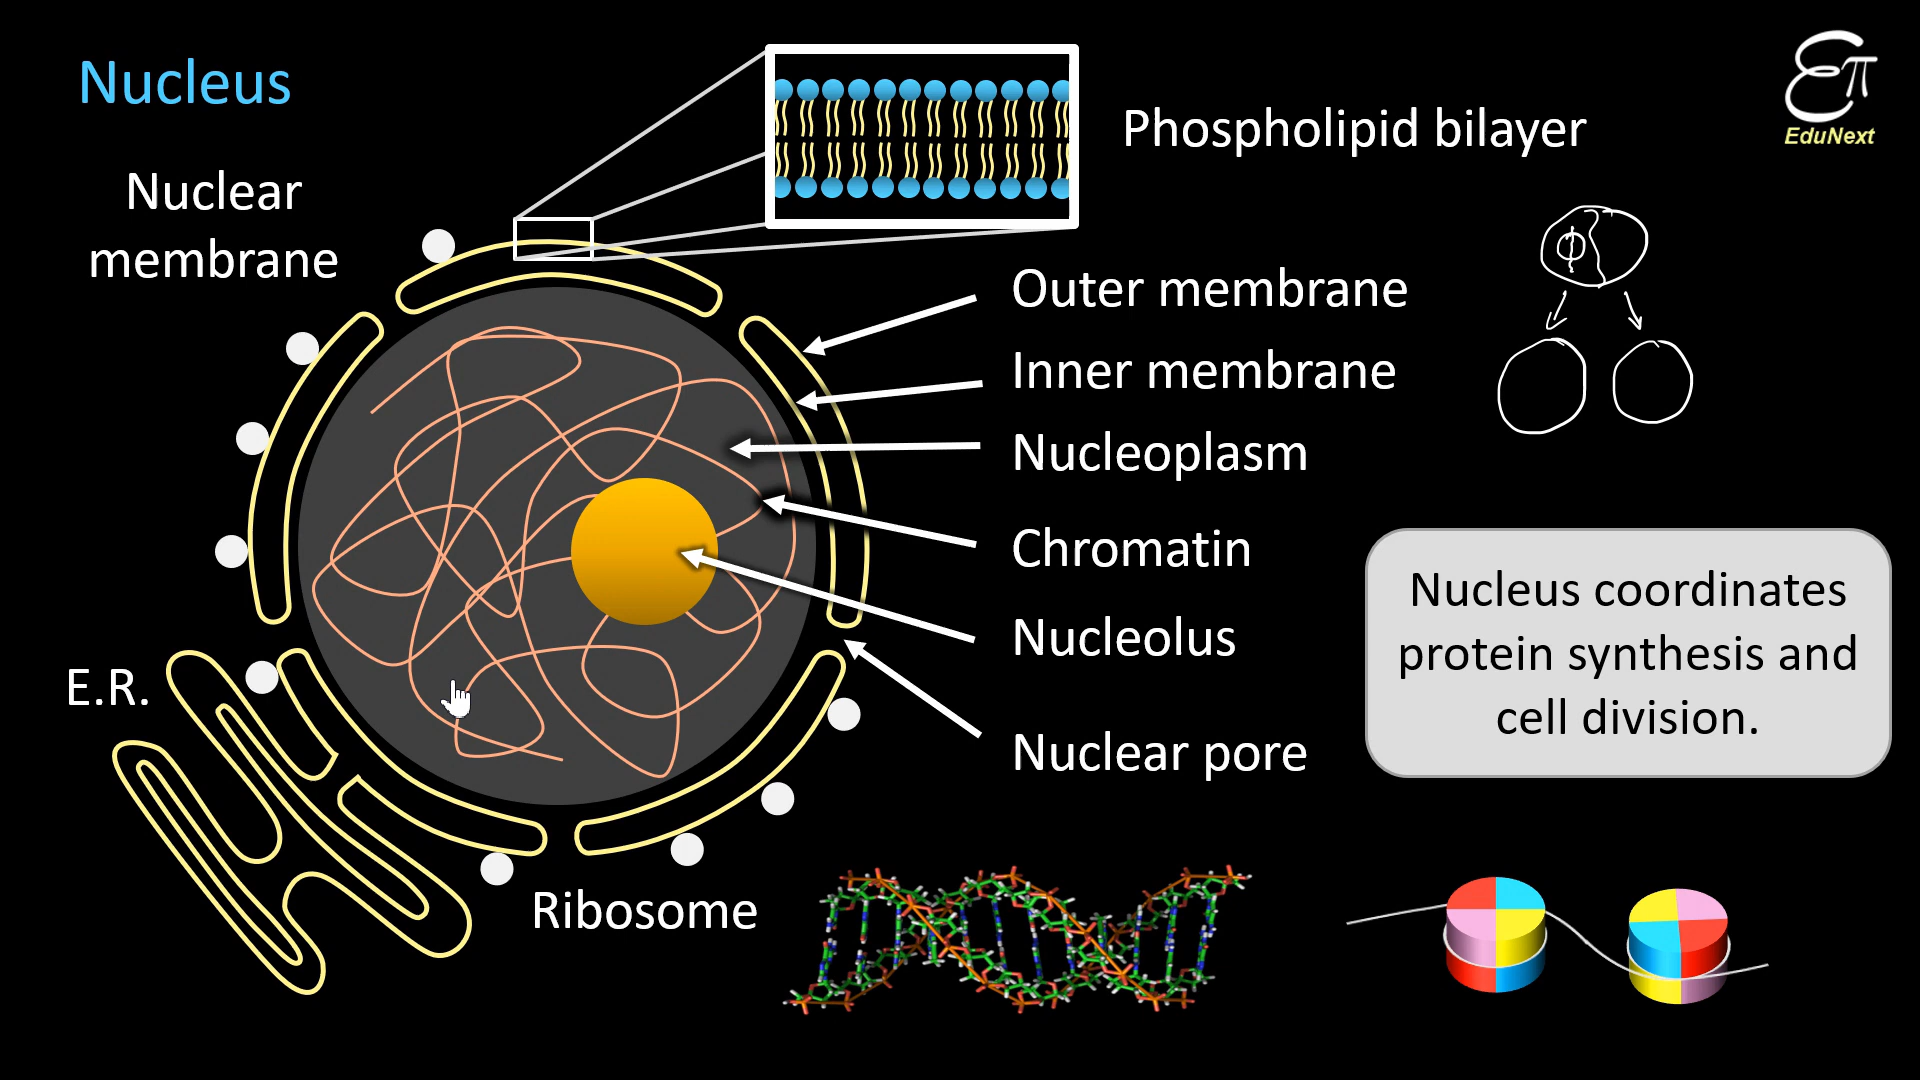 Nucleus
Nuclear
membrane
Phospholipid bilayer
επ
EduNext
Outer membrane
Inner membrane
Nucleoplasm
Chromatin
Nucleolus
Nuclear pore
Nucleus coordinates
protein synthesis and
cell division.
E.R.
Ribosome